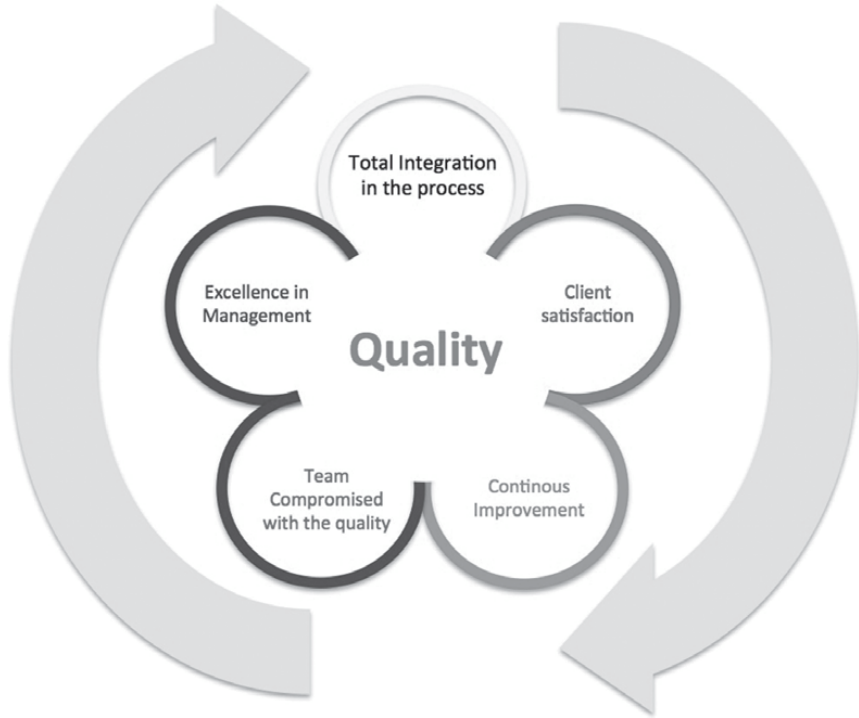 Total Integration
in the process
Excellence in
Management
Client
satisfaction
Quality
Team
Compromised
with the quality
Continous
Improvement